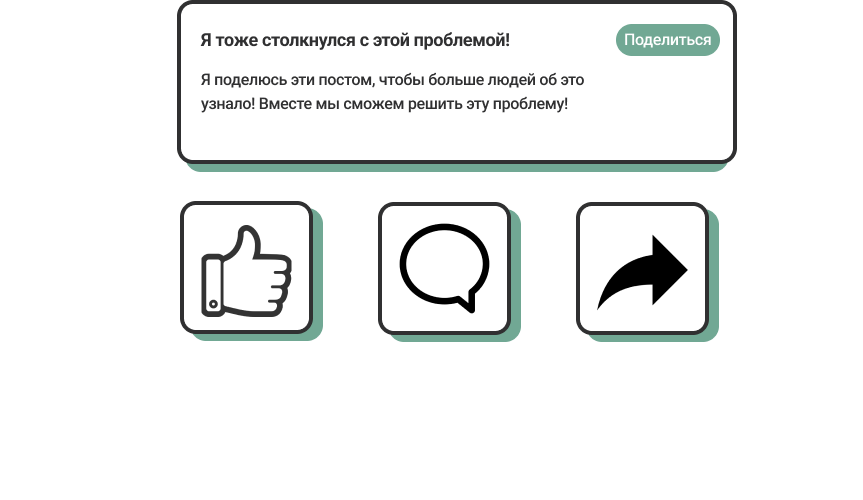 Я тоже столкнулся с этой проблемой!
Поделиться
Я поделюсь эти постом, чтобы больше людей об это
узнало! Вместе мы сможем решить эту проблему!